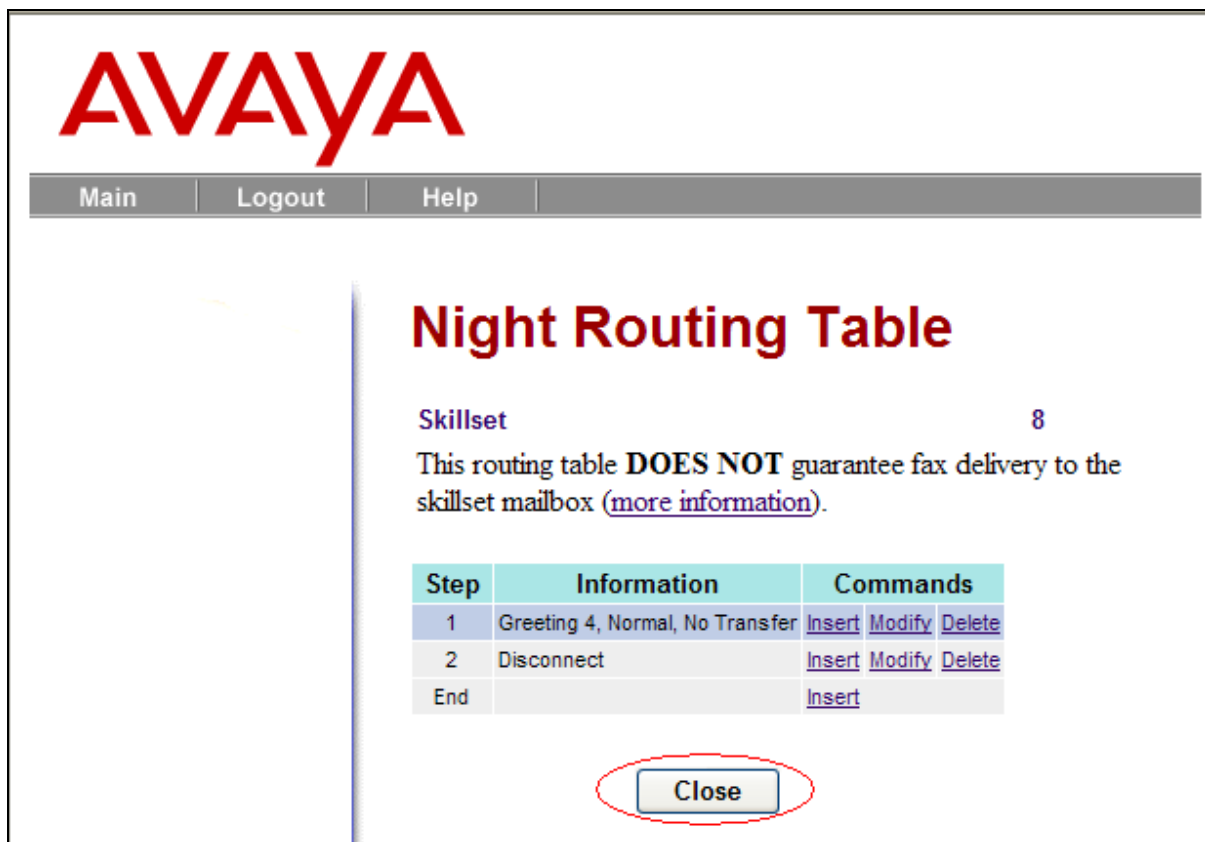 AVAYA
Main Logout Help
Night Routing Table
Skillset 8
This routing table DOES NOT guarantee fax delivery to the
skillset mailbox (more information).
Step Information Commands
1 Greeting 4, Normal, No Transfer Insert Modify Delete
2 Disconnect Insert Modify Delete
End Insert
Close